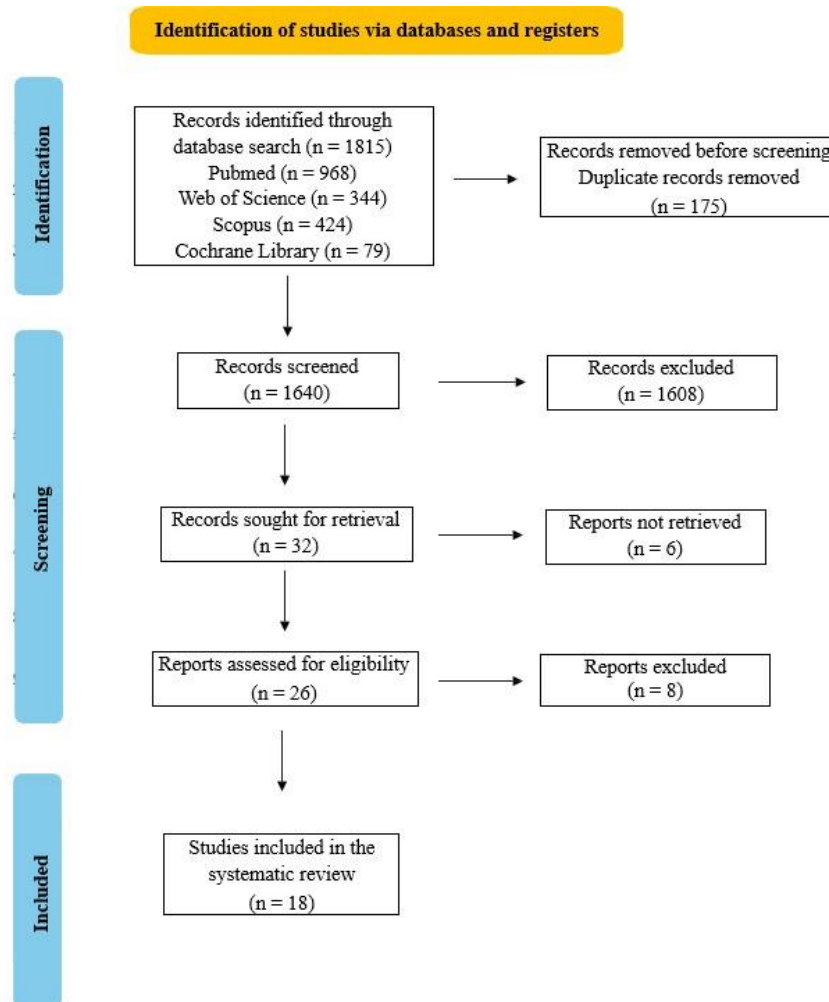 Identification of studies via databases and registers
Identification
Records identified through
database search (n = 1815)
Pubmed (n = 968)
Web of Science (n = 344)
Scopus (n = 424)
Cochrane Library (n = 79)
Records removed before screening
Duplicate records removed
(n = 175)
Screening
Records screened
(n = 1640)
Records excluded
(n = 1608)
Records sought for retrieval
(n = 32)
Reports not retrieved
(n = 6)
Reports assessed for eligibility
(n = 26)
Reports excluded
(n = 8)
Included
Studies included in the
systematic review
(n = 18)